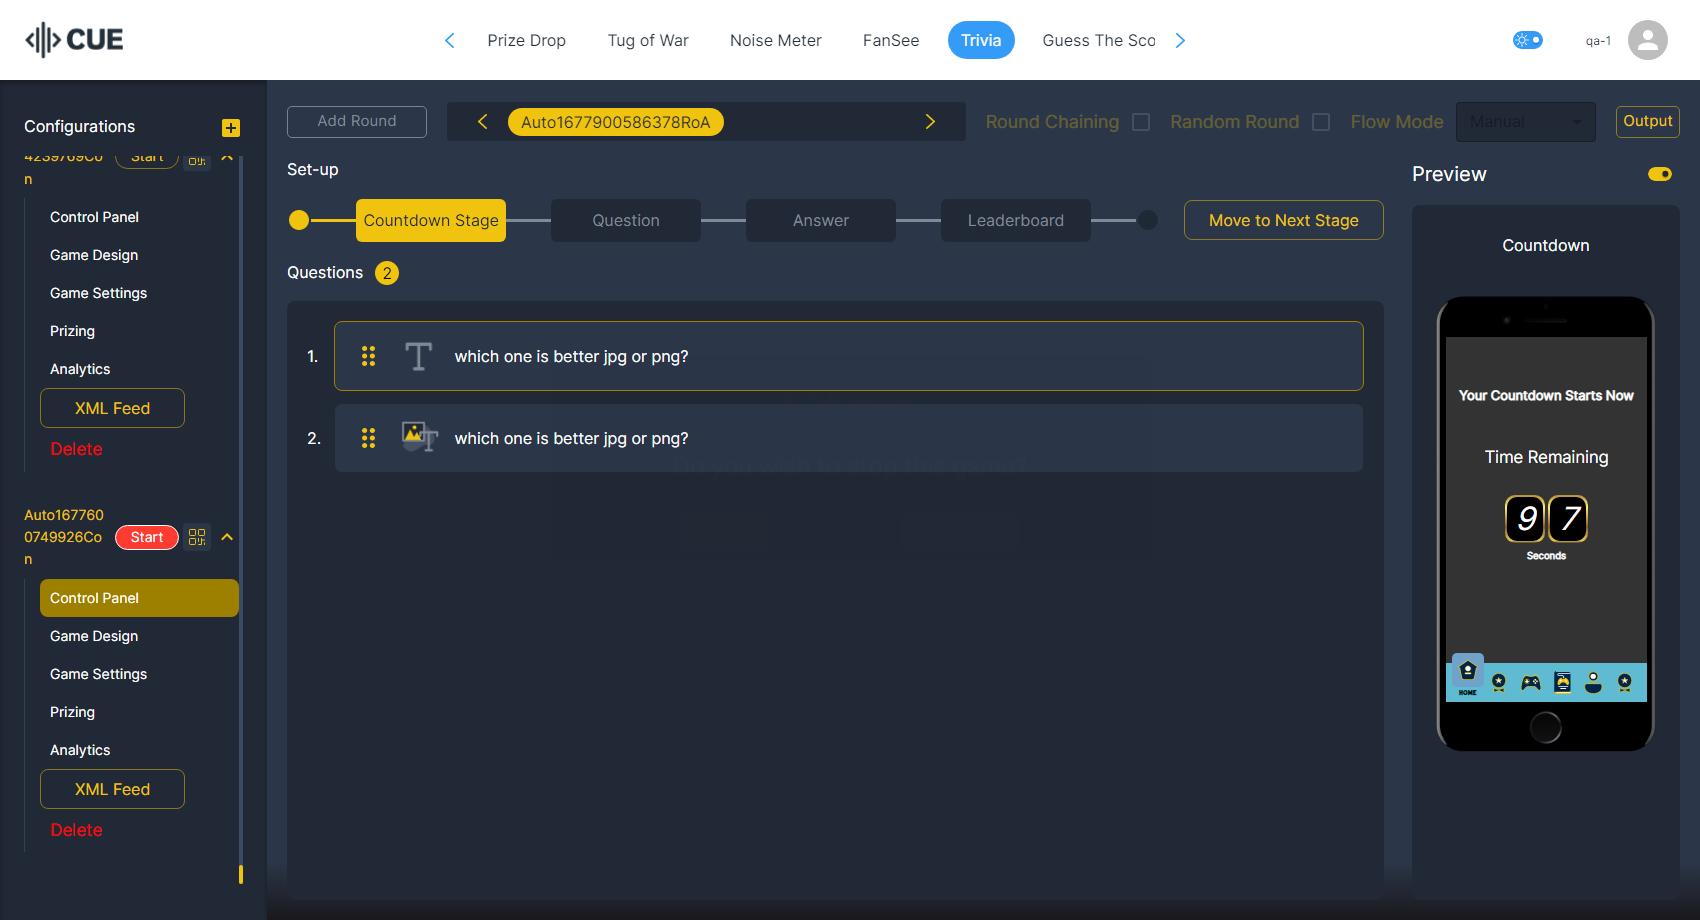 CUE
Prize Drop
Tug of War
Noise Meter
FanSee
Trivia
Guess The Sco
qa-1
Configurations
4239769Co
n
Start
Control Panel
Game Design
Game Settings
Prizing
Analytics
XML Feed
Delete
Auto167760
0749926Co
n
Start
Control Panel
Game Design
Game Settings
Prizing
Analytics
XML Feed
Delete
Add Round
Auto1677900586378RoA
Round Chaining
Random Round
Flow Mode
Manual
Output
Set-up
Countdown Stage
Question
Answer
Leaderboard
Move to Next Stage
Questions 2
1. which one is better jpg or png?
2. which one is better jpg or png?
Preview
Countdown
Your Countdown Starts Now
Time Remaining
97
Seconds
HOME